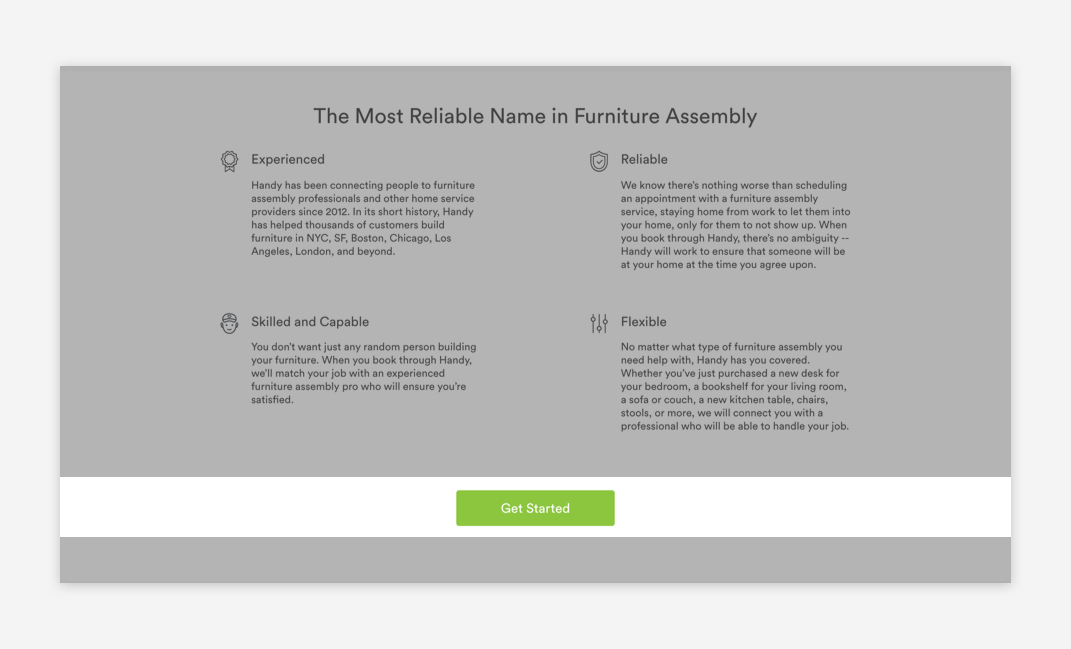 The Most Reliable Name in Furniture Assembly
Experienced
Handy has been connecting people to furniture
assembly professionals and other home service
providers since 2012. In its short history, Handy
has helped thousands of customers build
furniture in NYC, SF, Boston, Chicago, Los
Angeles, London, and beyond.
Reliable
We know there's nothing worse than scheduling
an appointment with a furniture assembly
service, staying home from work to let them into
your home, only for them to not show up. When
you book through Handy, there's no ambiguity --
Handy will work to ensure that someone will be
at your home at the time you agree upon.
Skilled and Capable
You don't want just any random person building
your furniture. When you book through Handy,
we'll match your job with an experienced
furniture assembly pro who will ensure you're
satisfied.
Flexible
No matter what type of furniture assembly you
need help with, Handy has you covered.
Whether you've just purchased a new desk for
your bedroom, a bookshelf for your living room,
a sofa or couch, a new kitchen table, chairs,
stools, or more, we will connect you with a
professional who will be able to handle your job.
Get Started